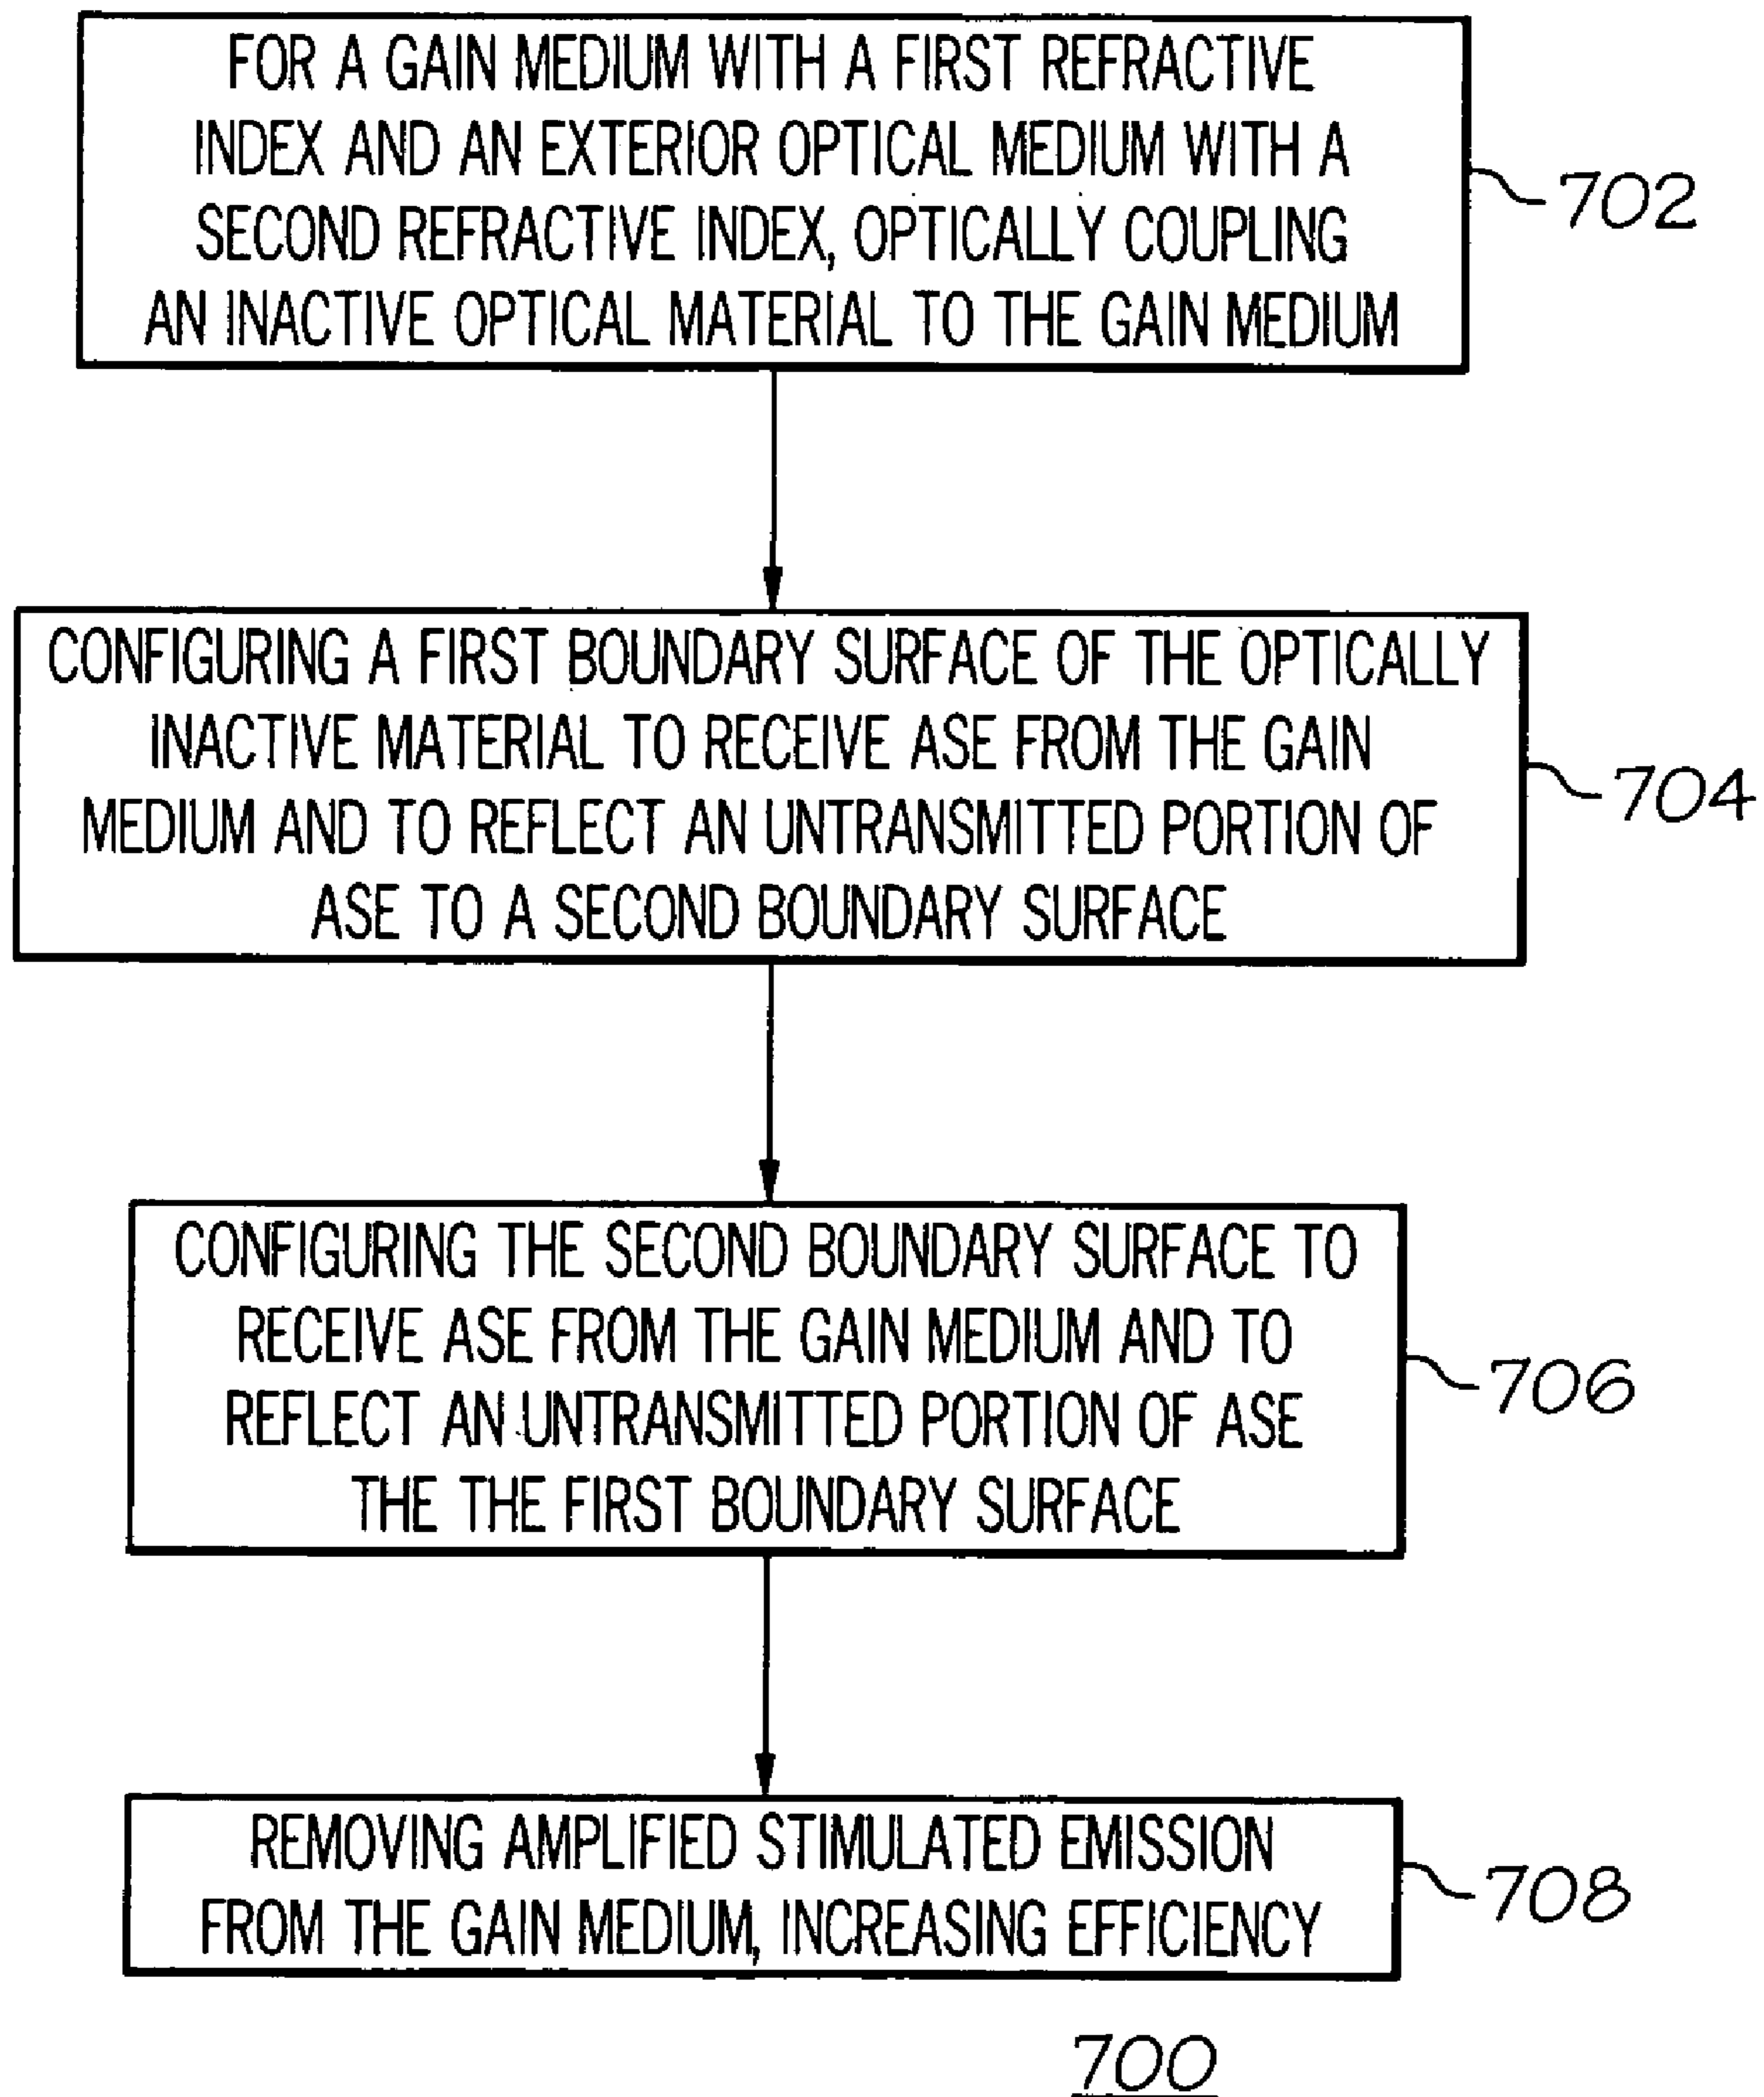 FOR A GAIN MEDIUM WITH A FIRST REFRACTIVE
INDEX AND AN EXTERIOR OPTICAL MEDIUM WITH A
SECOND REFRACTIVE INDEX, OPTICALLY COUPLING
AN INACTIVE OPTICAL MATERIAL TO THE GAIN MEDIUM
702
CONFIGURING A FIRST BOUNDARY SURFACE OF THE OPTICALLY
INACTIVE MATERIAL TO RECEIVE ASE FROM THE GAIN
MEDIUM AND TO REFLECT AN UNTRANSMITTED PORTION OF
ASE TO A SECOND BOUNDARY SURFACE
704
CONFIGURING THE SECOND BOUNDARY SURFACE TO
RECEIVE ASE FROM THE GAIN MEDIUM AND TO
REFLECT AN UNTRANSMITTED PORTION OF ASE
THE THE FIRST BOUNDARY SURFACE
706
REMOVING AMPLIFIED STIMULATED EMISSION
FROM THE GAIN MEDIUM, INCREASING EFFICIENCY
708
700